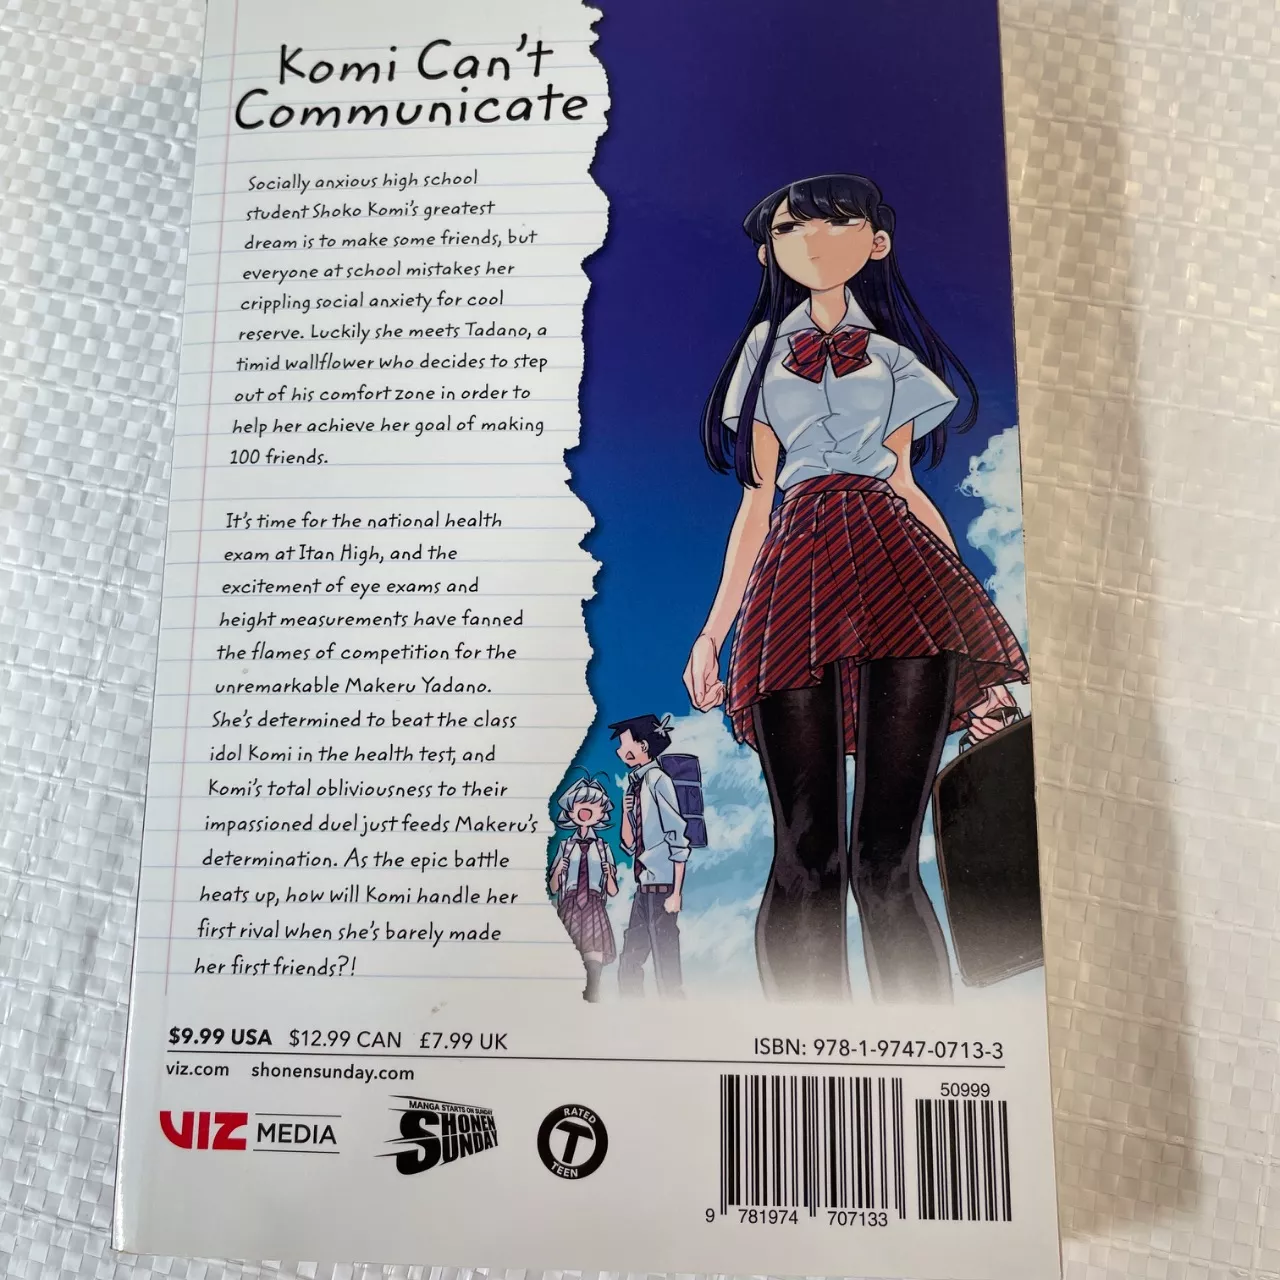 Komi Can't
Communicate
Socially anxious high school
student Shoko Komi's greatest
dream is to make some friends, but
everyone at school mistakes her
crippling social anxiety for cool
reserve. Luckily she meets Tadano, a
timid wallflower who decides to step
out of his comfort zone in order to
help her achieve her goal of making
100 friends.
It's time for the national health
exam at Itan High, and the
excitement of eye exams and
height measurements have fanned
the flames of competition for the
unremarkable Makeru Yadano.
She's determined to beat the class
idol Komi in the health test, and
Komi's total obliviousness to their
impassioned duel just feeds Makeru's
determination. As the epic battle
heats up, how will Komi handle her
first rival when she's barely made
her first friends?!
$9.99 USA $12.99 CAN £7.99 UK
viz.com shonensunday.com
VIZ MEDIA
MANGA STARTS ON SUNDAY
SHONEN
SUNDAY
RATED
T
TEEN
ISBN: 978-1-9747-0713-3
50999
9 781974 707133